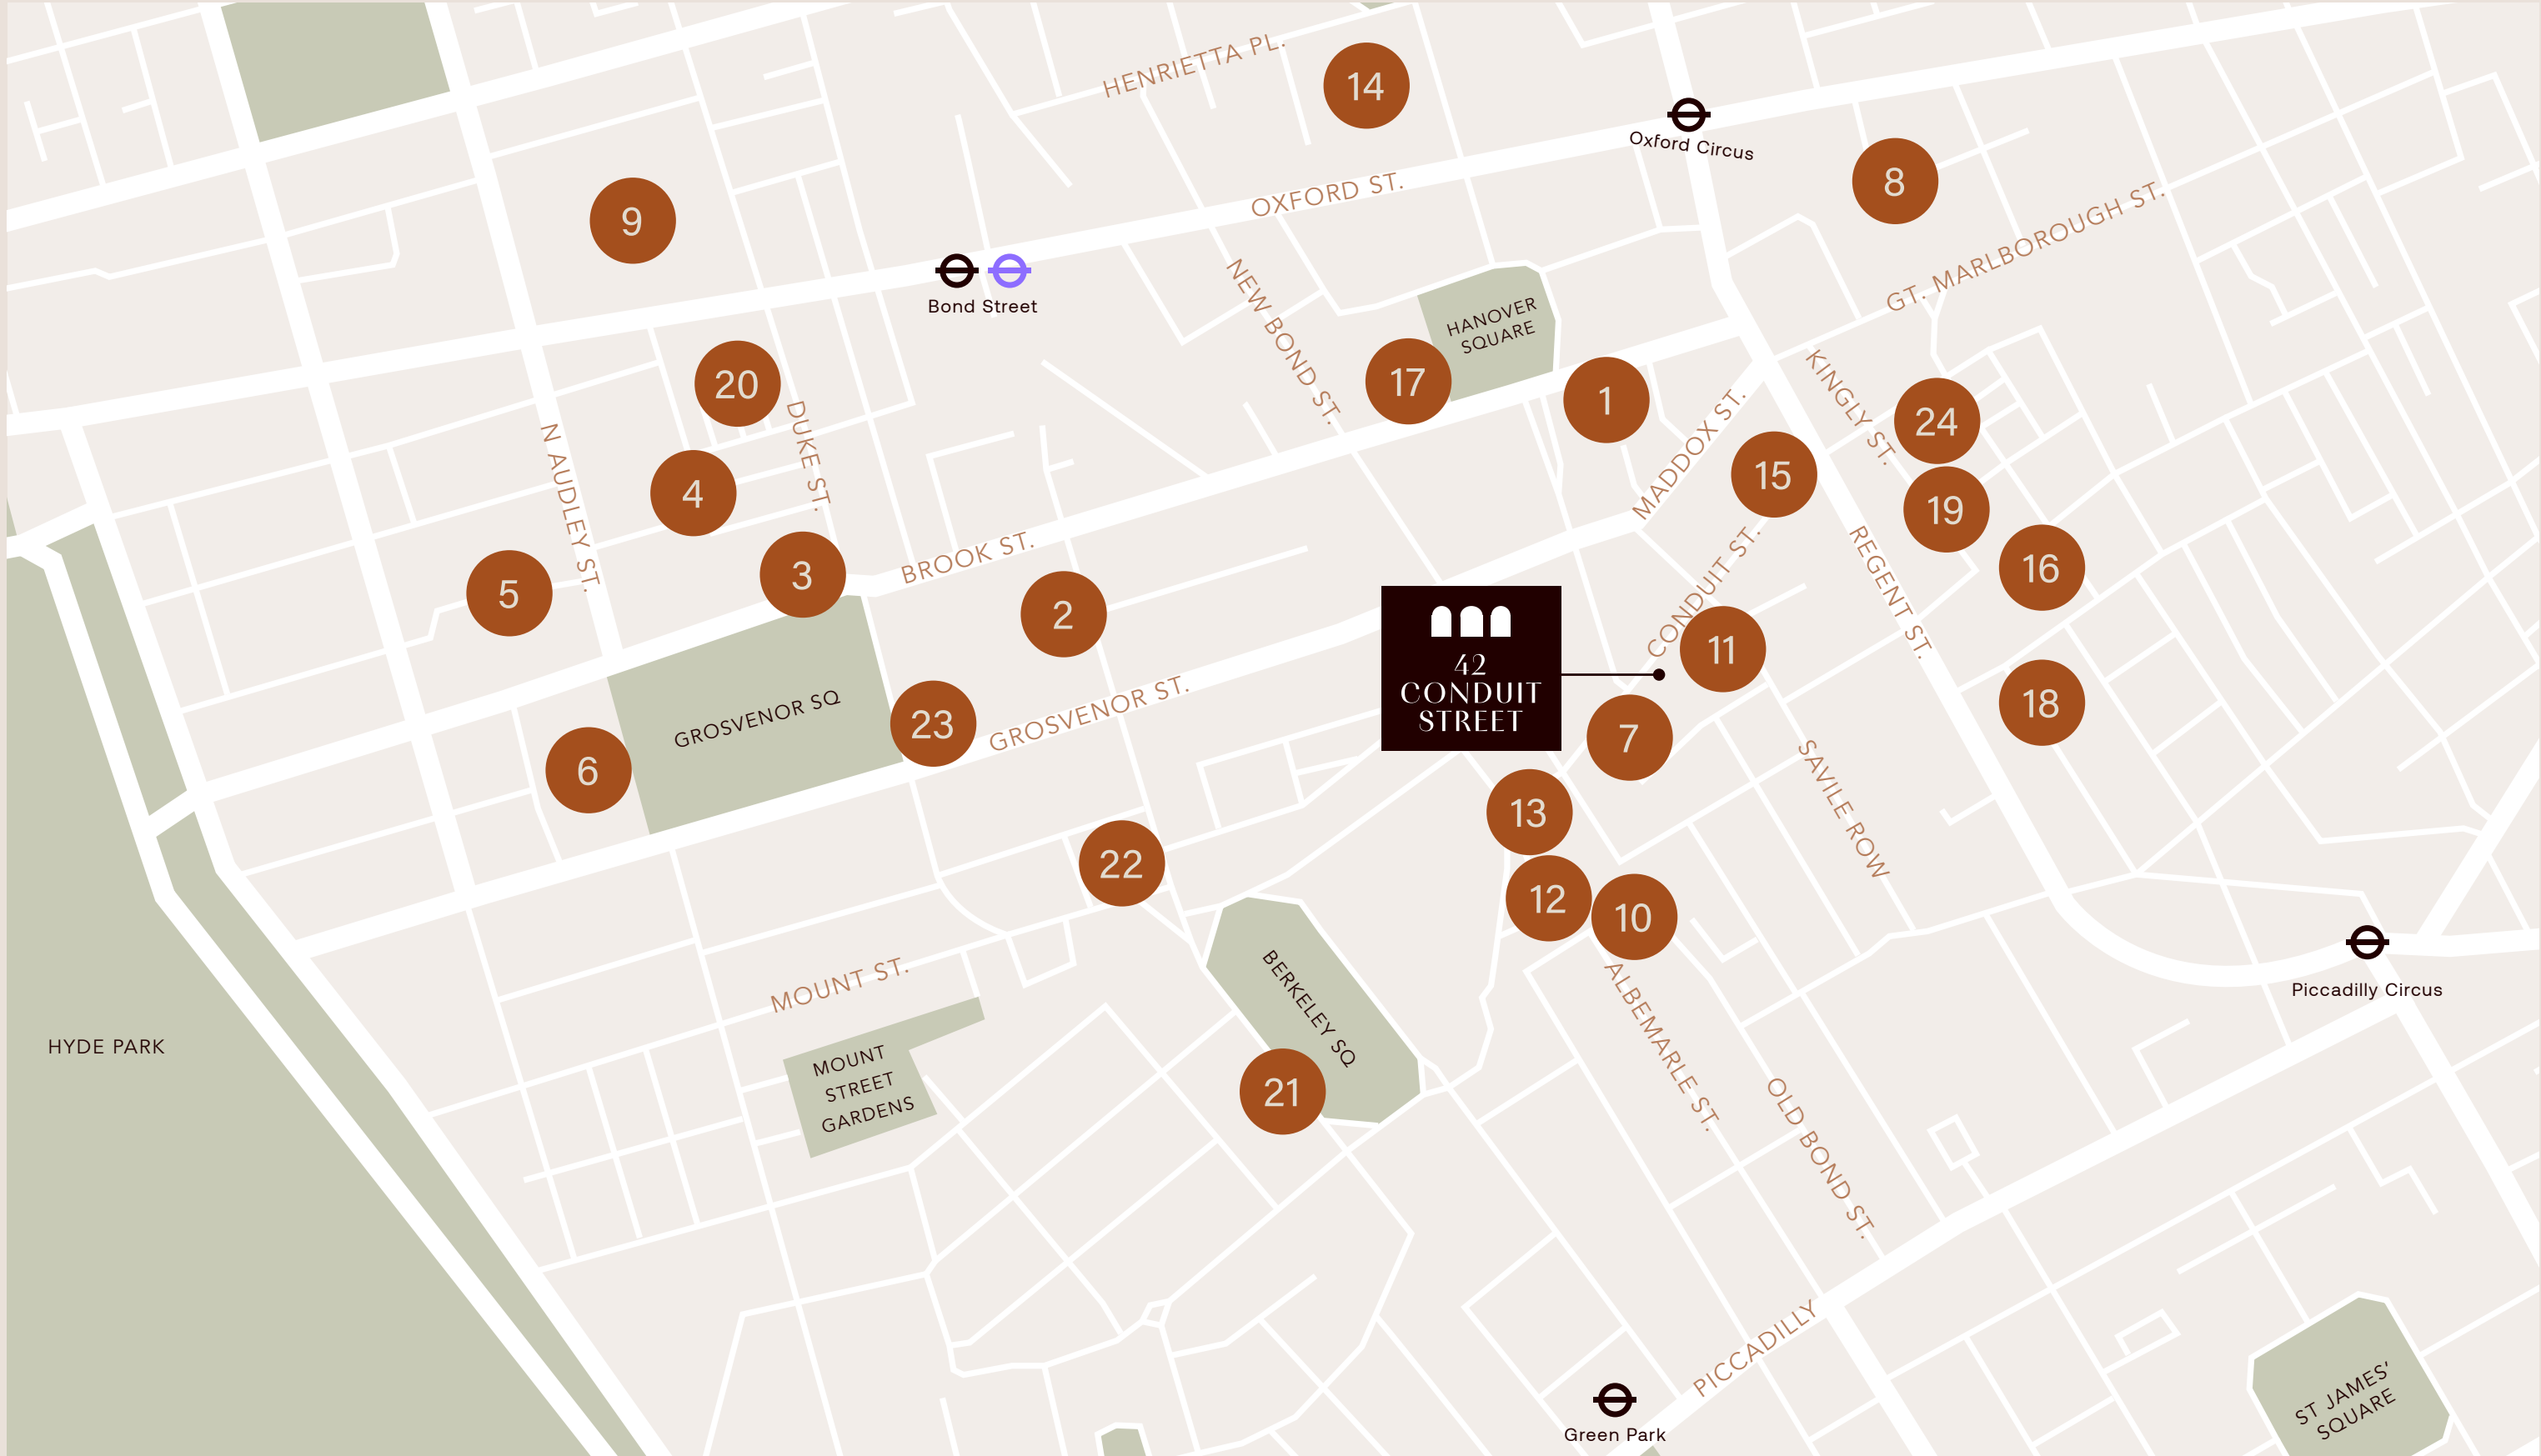 HENRIETTA PL.
14
Oxford Circus
8
9
OXFORD ST.
GT. MARLBOROUGH ST.
Bond Street
NEW BOND ST.
HANOVER
SQUARE
20
17
1
KINGLY ST.
24
DUKE ST.
MADDOX ST.
15
N AUDLEY ST.
4
19
BROOK ST.
3
5
2
CONDUIT ST.
REGENT ST.
16
42
CONDUIT
STREET
11
GROSVENOR SQ
23
GROSVENOR ST.
7
18
6
13
SAVILE ROW
22
12
10
MOUNT ST.
BERKELEY SQ
Piccadilly Circus
HYDE PARK
MOUNT
STREET
GARDENS
21
ALBEMARLE ST.
OLD BOND ST.
PICCADILLY
ST JAMES'
SQUARE
Green Park